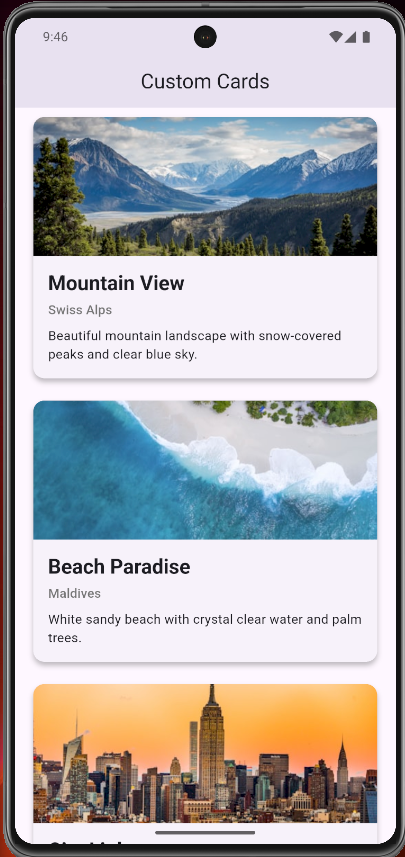 9:46
Custom Cards
Mountain View
Swiss Alps
Beautiful mountain landscape with snow-covered
peaks and clear blue sky.
Beach Paradise
Maldives
White sandy beach with crystal clear water and palm
trees.